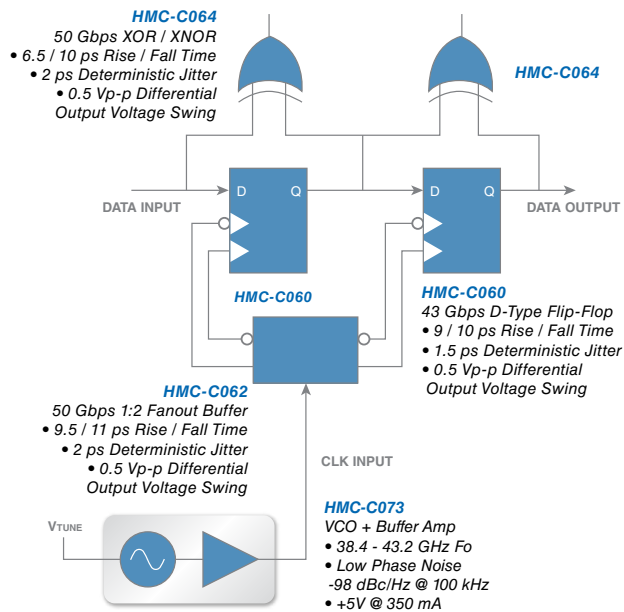 HMC-C064
50 Gbps XOR / XNOR
• 6.5 / 10 ps Rise / Fall Time
• 2 ps Deterministic Jitter
• 0.5 Vp-p Differential
Output Voltage Swing
HMC-C064
D Q
D Q
DATA INPUT
DATA OUTPUT
HMC-C060
HMC-C060
43 Gbps D-Type Flip-Flop
• 9 / 10 ps Rise / Fall Time
• 1.5 ps Deterministic Jitter
• 0.5 Vp-p Differential
Output Voltage Swing
HMC-C062
50 Gbps 1:2 Fanout Buffer
• 9.5 / 11 ps Rise / Fall Time
• 2 ps Deterministic Jitter
• 0.5 Vp-p Differential
Output Voltage Swing
CLK INPUT
VTUNE
HMC-C073
VCO + Buffer Amp
• 38.4 - 43.2 GHz Fo
• Low Phase Noise
-98 dBc/Hz @ 100 kHz
• +5V @ 350 mA